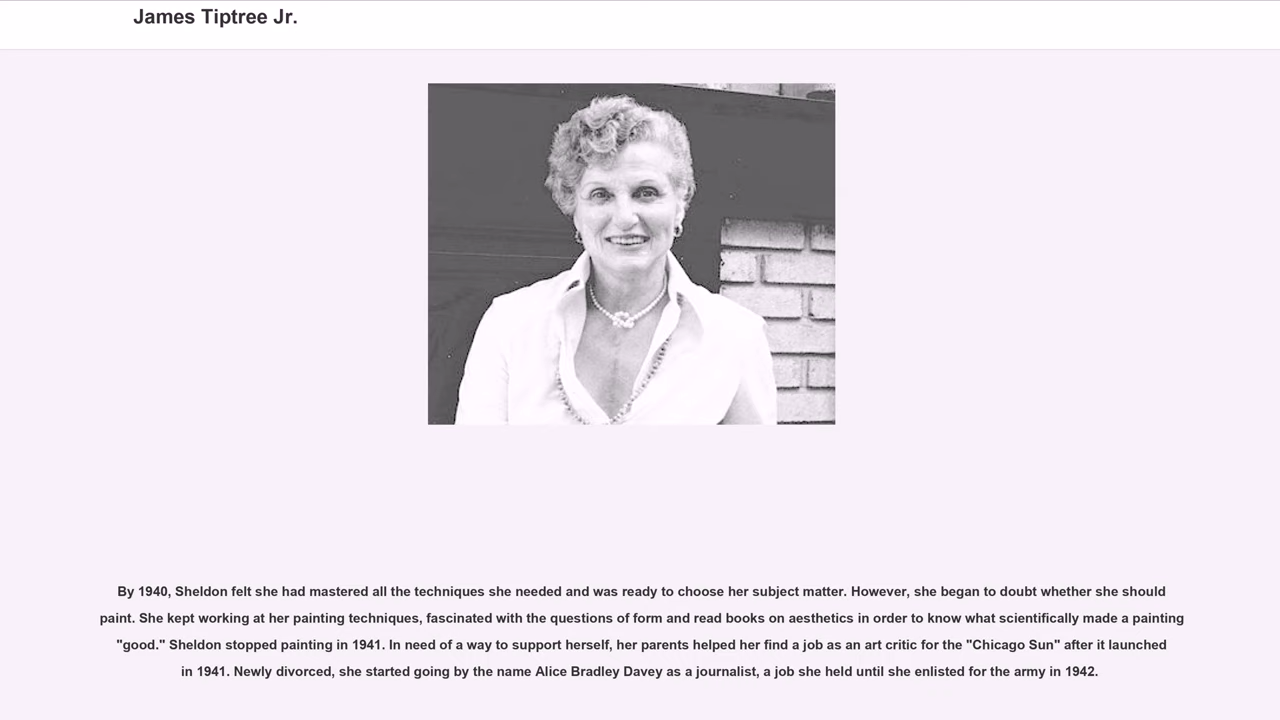 James Tiptree Jr.
By 1940, Sheldon felt she had mastered all the techniques she needed and was ready to choose her subject matter. However, she began to doubt whether she should
paint. She kept working at her painting techniques, fascinated with the questions of form and read books on aesthetics in order to know what scientifically made a painting
"good." Sheldon stopped painting in 1941. In need of a way to support herself, her parents helped her find a job as an art critic for the "Chicago Sun" after it launched
in 1941. Newly divorced, she started going by the name Alice Bradley Davey as a journalist, a job she held until she enlisted for the army in 1942.